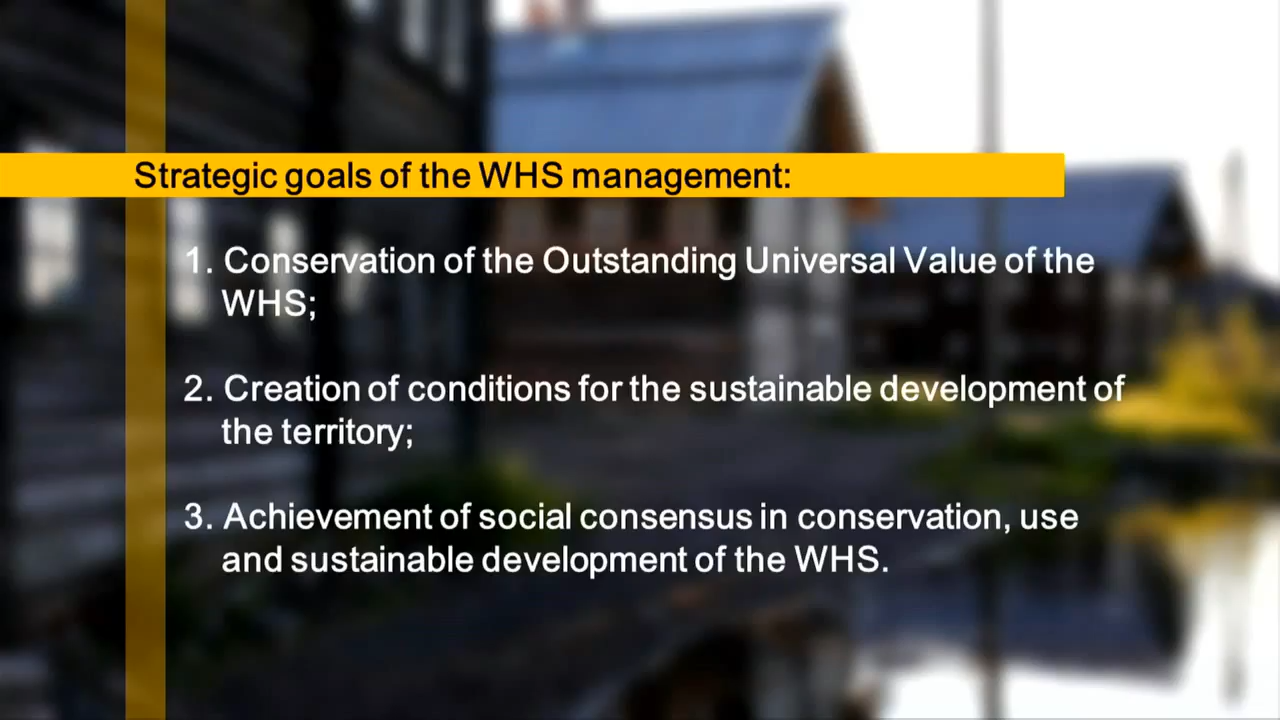 Strategic goals of the WHS management:
1. Conservation of the Outstanding Universal Value of the
WHS;
2. Creation of conditions for the sustainable development of
the territory;
3. Achievement of social consensus in conservation, use
and sustainable development of the WHS.